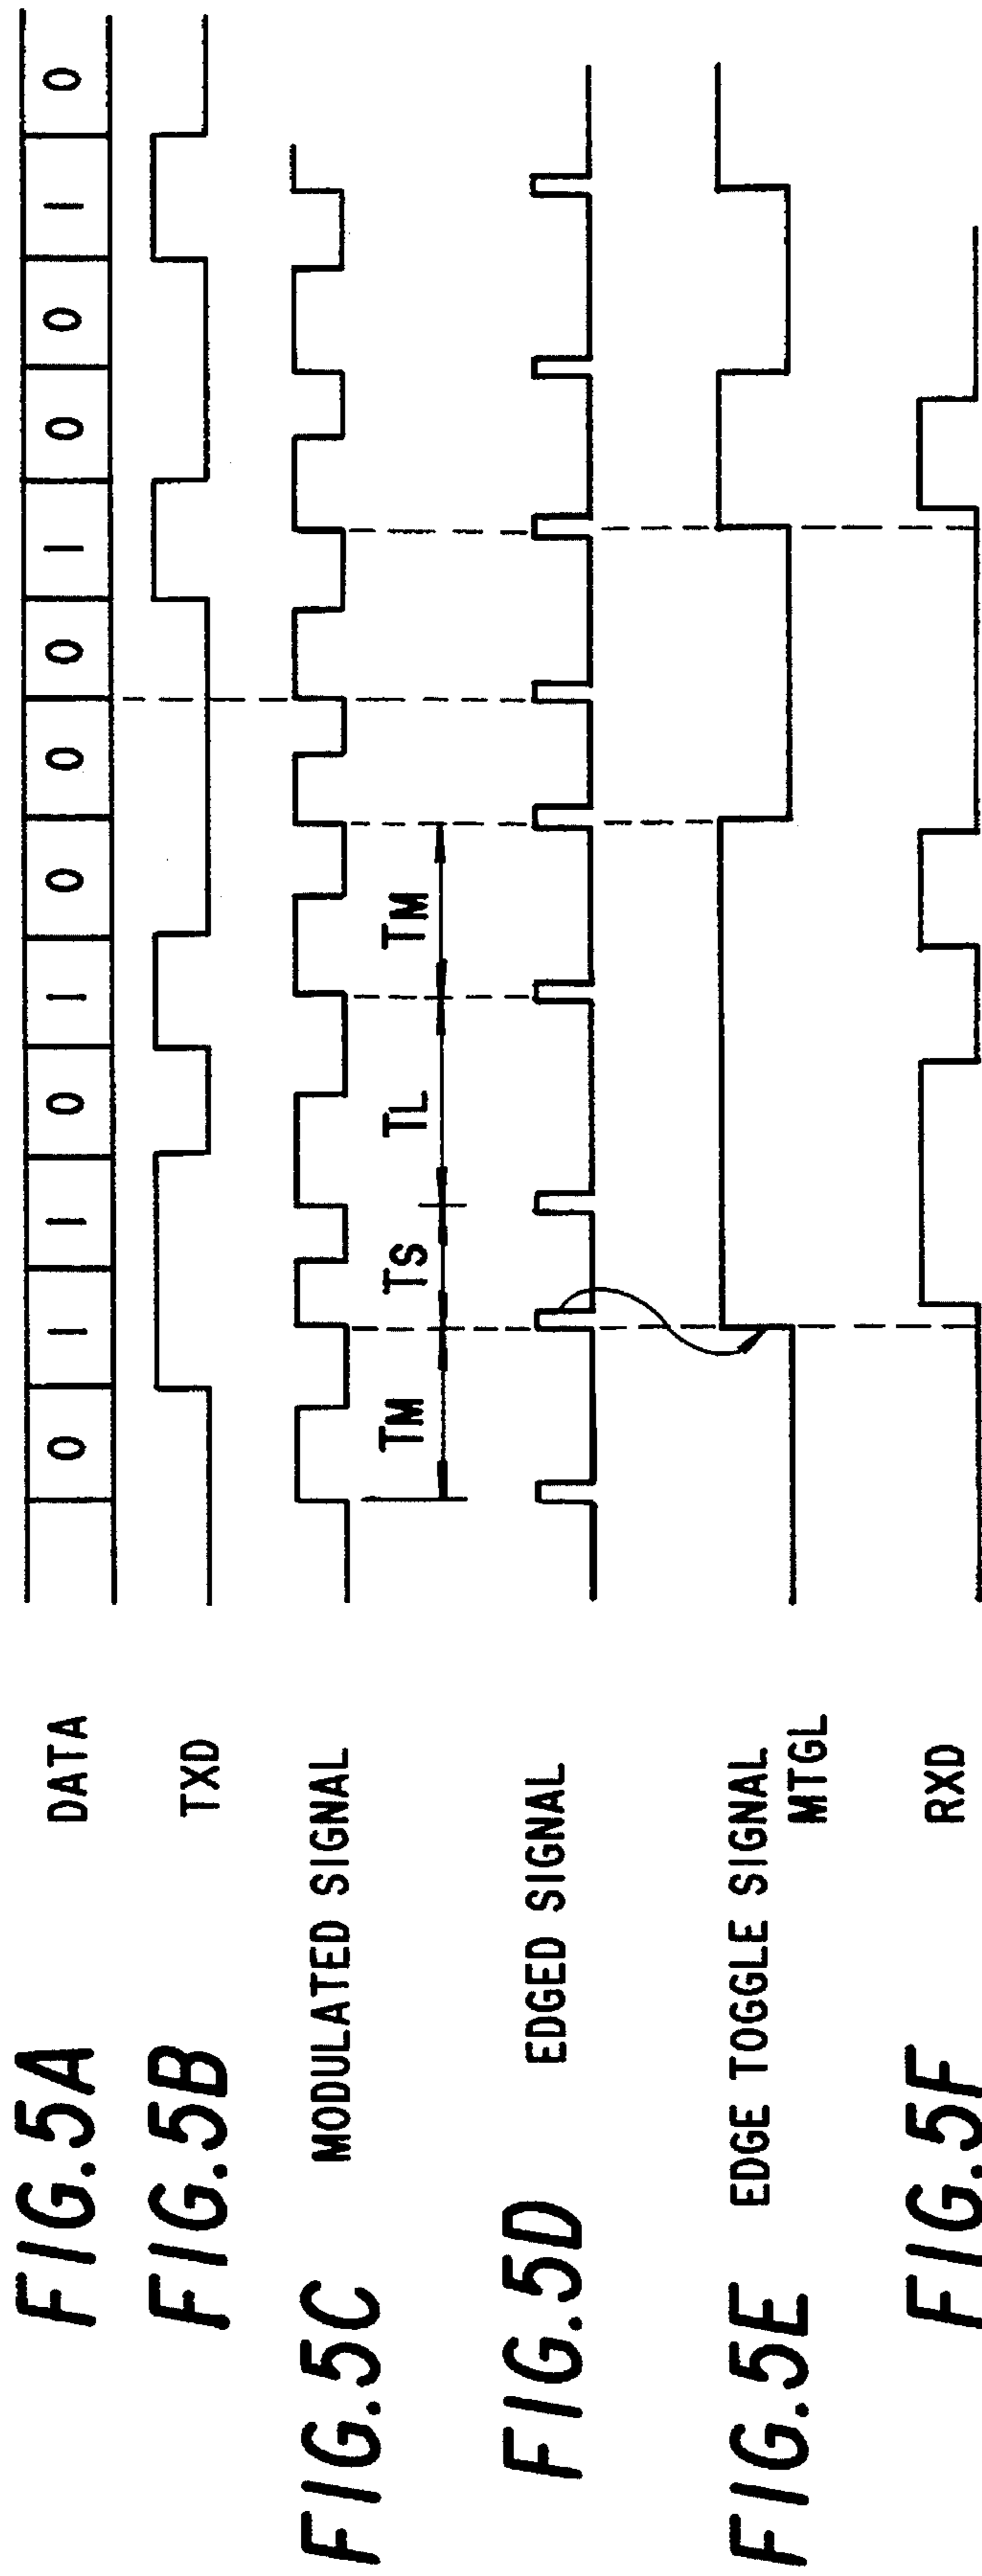 FIG.5A DATA 0 1 1 0 1 0 0 0 1 0 0 1 0
FIG.5B TXD
FIG.5C MODULATED SIGNAL
TM TS TL TM
FIG.5D EDGED SIGNAL
FIG.5E EDGE TOGGLE SIGNAL
MTGL
FIG.5F RXD